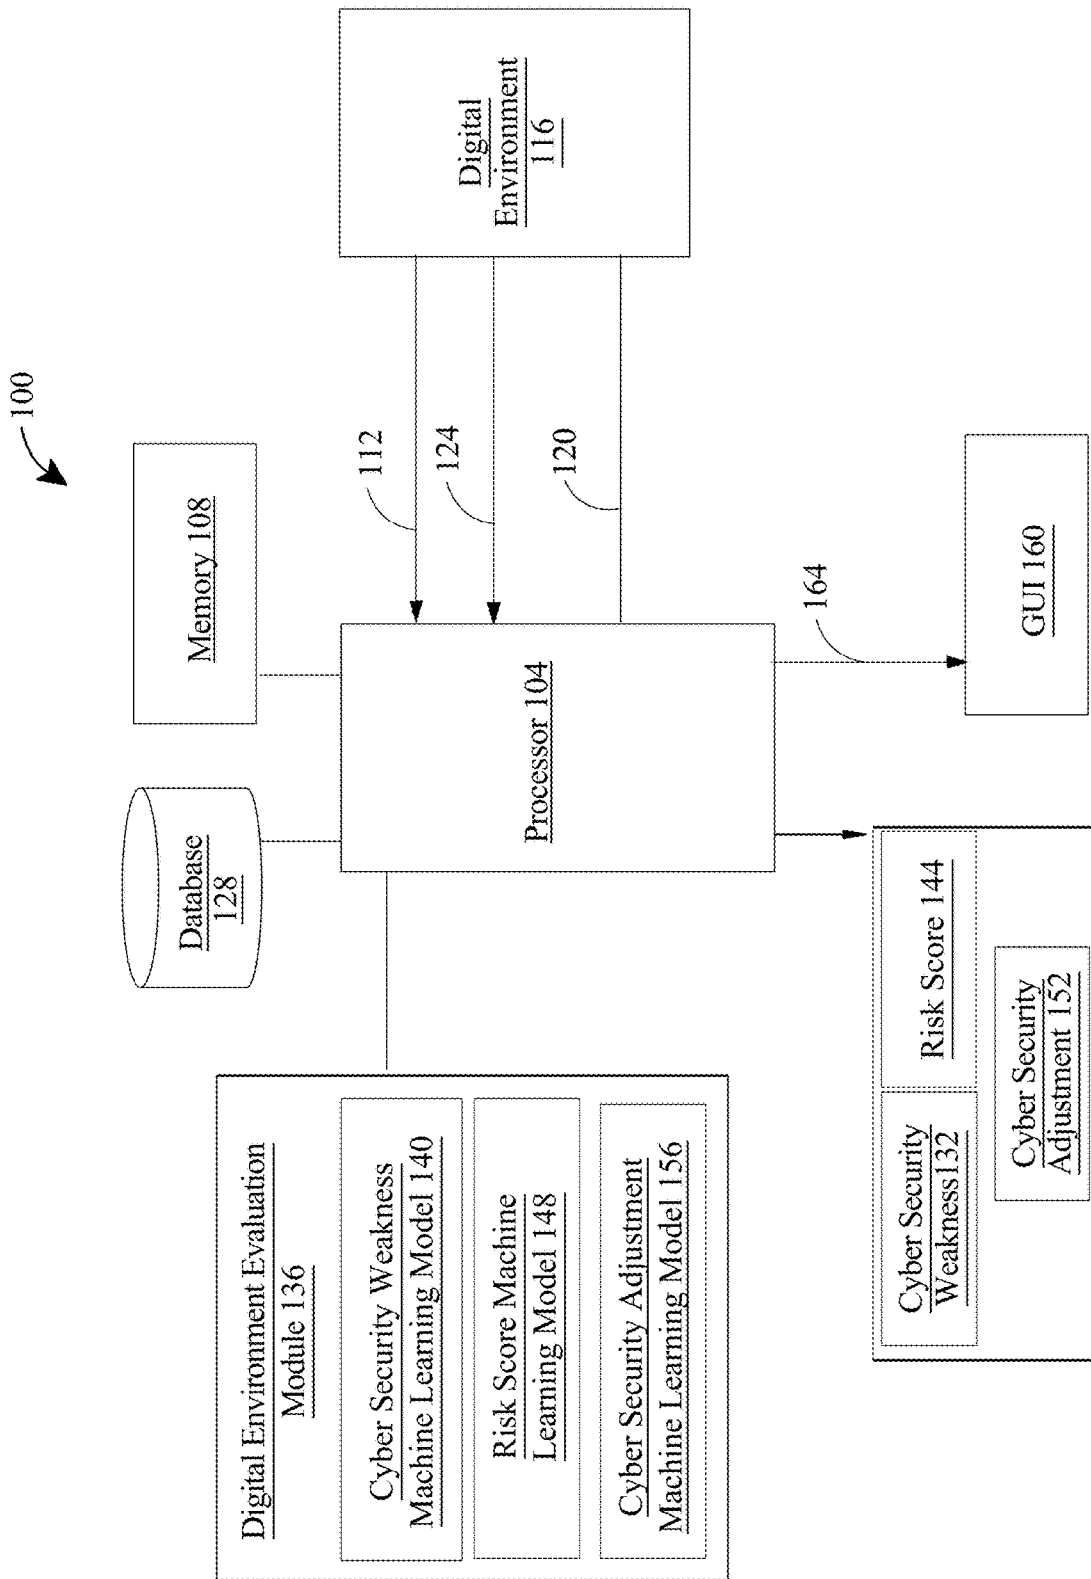 100
Database
128
Memory 108
Digital Environment Evaluation
Module 136
Cyber Security Weakness
Machine Learning Model 140
Risk Score Machine
Learning Model 148
Cyber Security Adjustment
Machine Learning Model 156
Processor 104
112
124
120
Digital
Environment
116
164
Cyber Security
Weakness132
Risk Score 144
Cyber Security
Adjustment 152
GUI 160